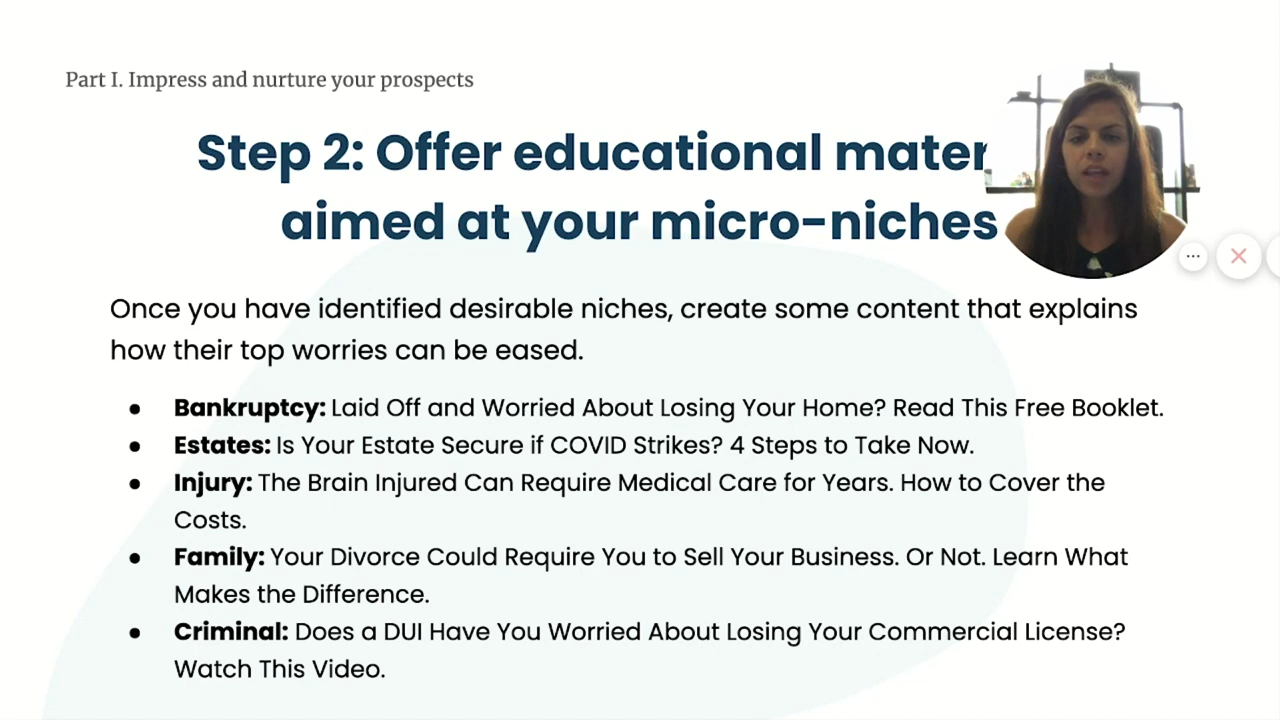 Part I. Impress and nurture your prospects
Step 2: Offer educational mater
aimed at your micro-niches
Once you have identified desirable niches, create some content that explains
how their top worries can be eased.
● Bankruptcy: Laid Off and Worried About Losing Your Home? Read This Free Booklet.
● Estates: Is Your Estate Secure if COVID Strikes? 4 Steps to Take Now.
● Injury: The Brain Injured Can Require Medical Care for Years. How to Cover the
Costs.
● Family: Your Divorce Could Require You to Sell Your Business. Or Not. Learn What
Makes the Difference.
● Criminal: Does a DUI Have You Worried About Losing Your Commercial License?
Watch This Video.